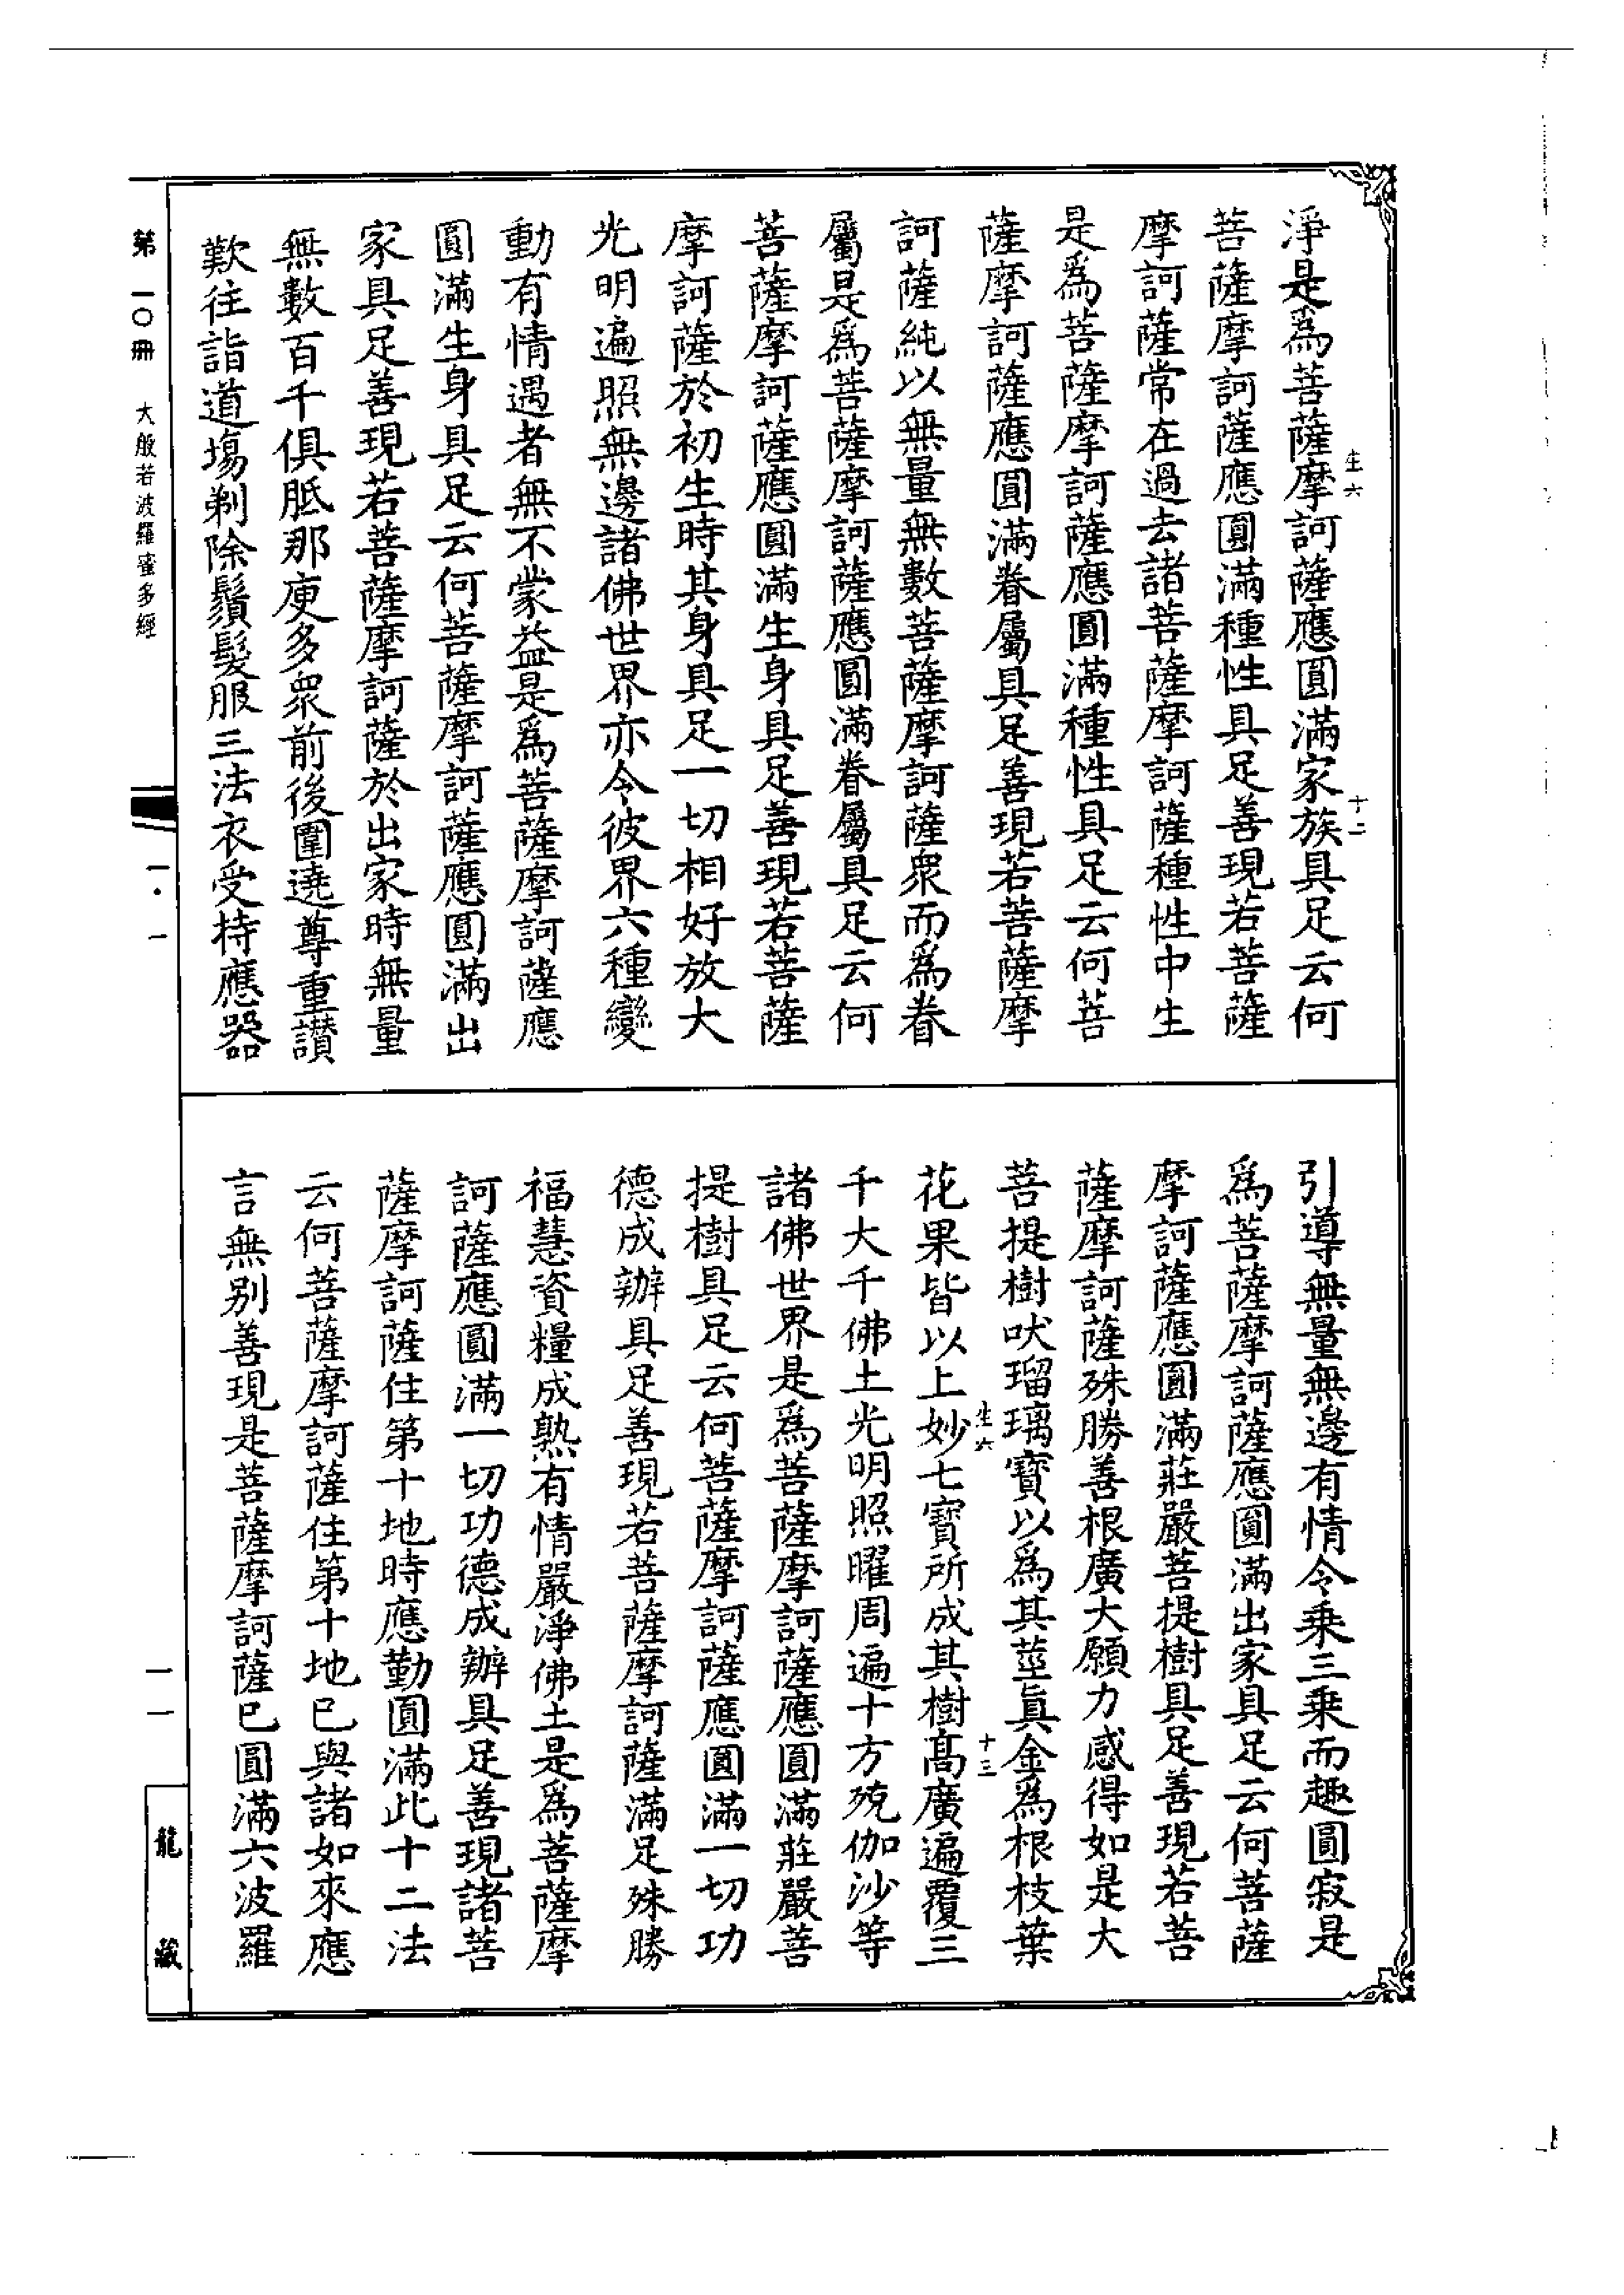 淨是爲菩薩摩訶薩應圓滿家族具足云何
菩薩摩訶薩應圓滿種性具足善現若菩薩
摩訶薩常在過去諸菩薩摩訶薩種性中生
是爲菩薩摩訶薩應圓滿種性具足云何菩
薩摩訶薩應圓滿眷屬具足善現若菩薩摩
訶薩純以無量無數菩薩摩訶薩衆而爲眷
屬是爲菩薩摩訶薩應圓滿眷屬具足云何
菩薩摩訶薩應圓滿生身具足善現若菩薩
摩訶薩於初生時其身具足一切相好放大
光明遍照無邊諸佛世界亦令彼界六種變
動有情遇者無不蒙益是爲菩薩摩訶薩應
圓滿生身具足云何菩薩摩訶薩應圓滿出
家具足善現若菩薩摩訶薩於出家時無量
無數百千俱胝那庾多衆前後圍遶尊重讚
歎往詣道場剃除鬚髮服三法衣受持應器
生六
十二
引導無量無邊有情令乘三乘而趣圓寂是
爲菩薩摩訶薩應圓滿出家具足云何菩薩
摩訶薩應圓滿莊嚴菩提樹具足善現若菩
薩摩訶薩殊勝善根廣大願力感得如是大
菩提樹吠瑠璃寶以爲其莖眞金爲根枝葉
花果皆以上妙七寶所成其樹高廣遍覆三
千大千佛土光明照曜周遍十方殑伽沙等
諸佛世界是爲菩薩摩訶薩應圓滿莊嚴菩
提樹具足云何菩薩摩訶薩應圓滿一切功
德成辦具足善現若菩薩摩訶薩滿足殊勝
福慧資糧成熟有情嚴淨佛土是爲菩薩摩
訶薩應圓滿一切功德成辦具足善現諸菩
薩摩訶薩住第十地時應勤圓滿此十二法
云何菩薩摩訶薩住第十地已與諸如來應
言無别善現是菩薩摩訶薩已圓滿六波羅
生六
十三
第一〇冊 大般若波羅蜜多經
一·一
一一
龍藏